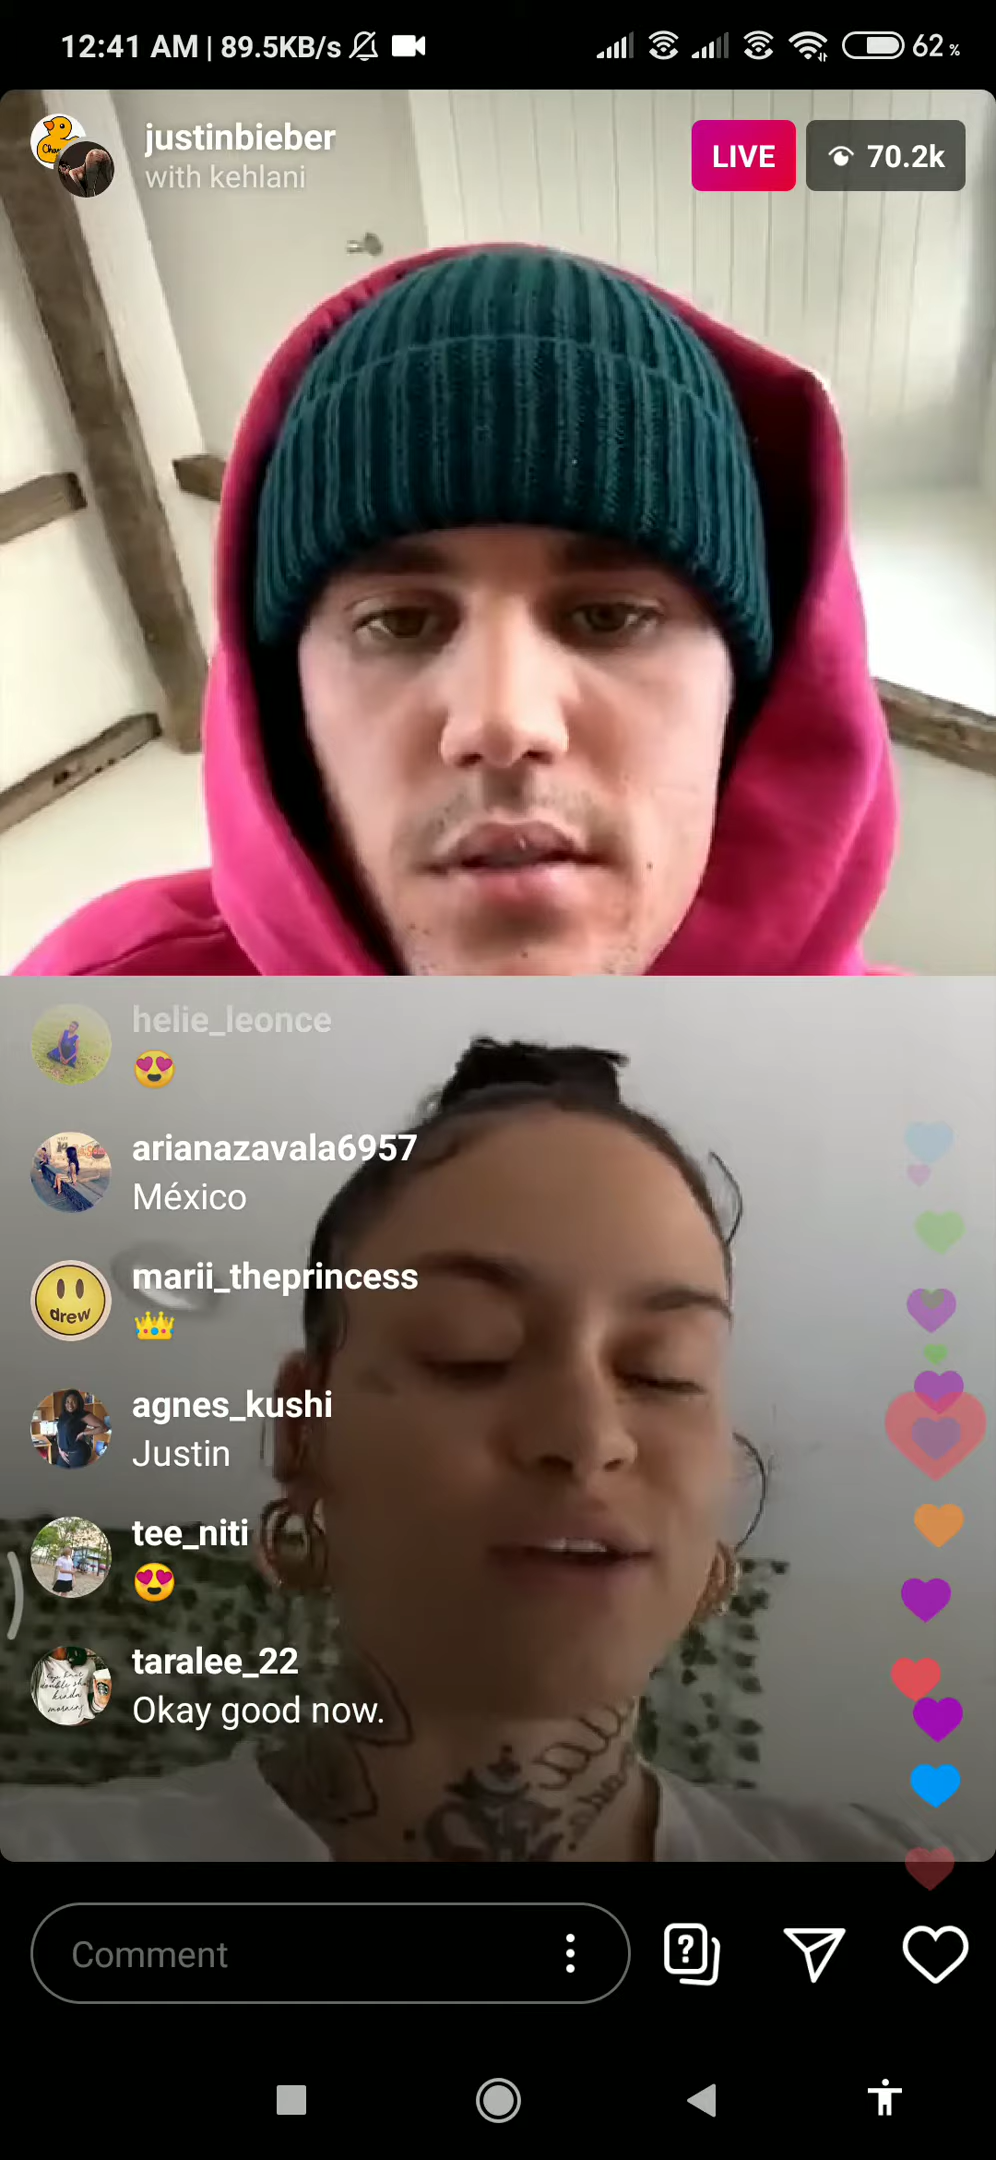 12:41 AM | 89.5KB/s 62 %
justinbieber
with kehlani
LIVE
70.2k
helie_leonce
😍
arianazavala6957
México
marii_theprincess
👑
drew
agnes_kushi
Justin
tee_niti
😍
taralee_22
Okay good now.
Comment
?